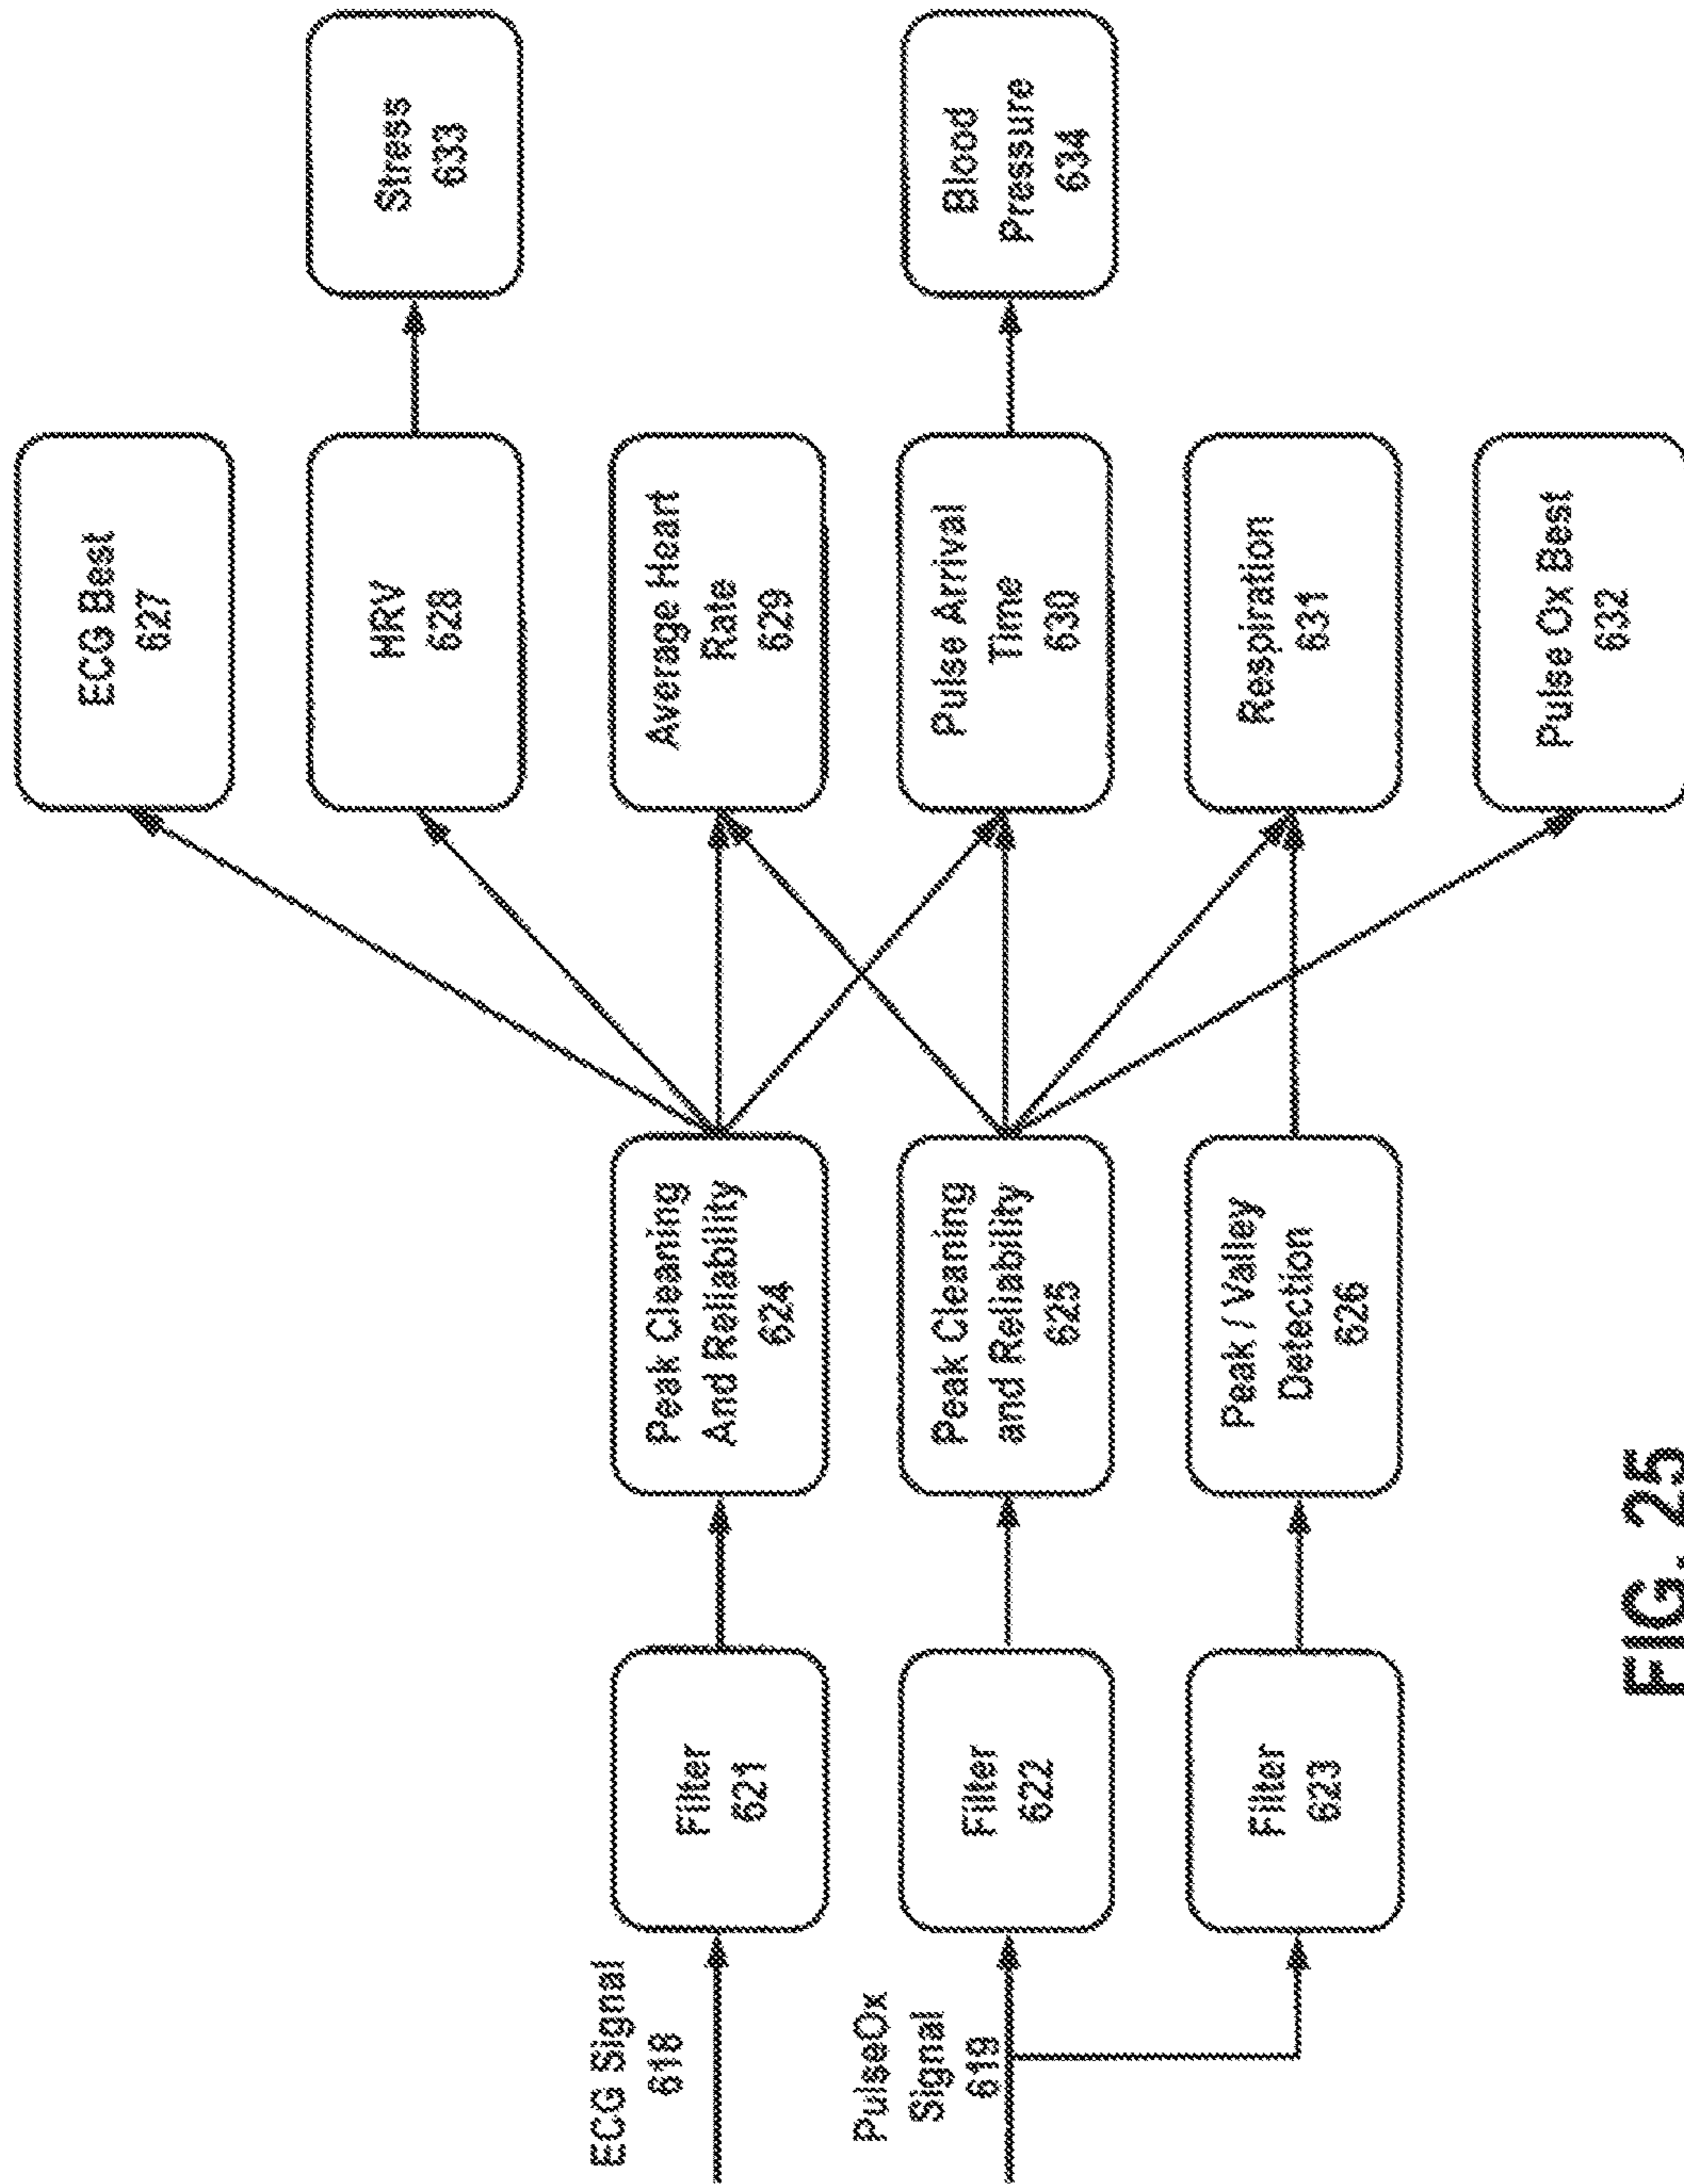 ECG Signal
618
PulseOx
Signal
619
Filter
621
Filter
622
Filter
623
Peak Cleaning
And Reliability
624
Peak Cleaning
and Reliability
625
Peak / Valley
Detection
626
ECG Best
627
HRV
628
Average Heart
Rate
629
Pulse Arrival
Time
630
Respiration
631
Pulse Ox Best
632
Stress
633
Blood
Pressure
634
FIG. 25